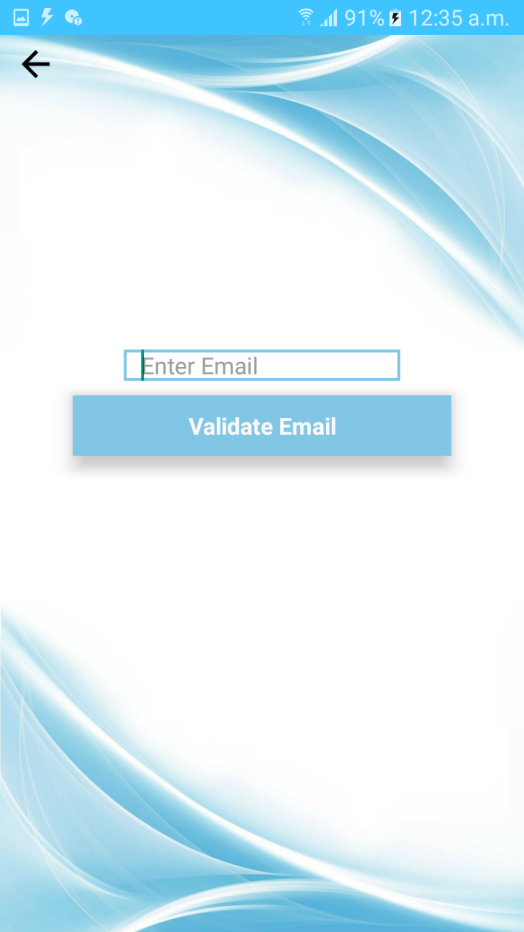 91% 12:35 a.m.
Enter Email
Validate Email